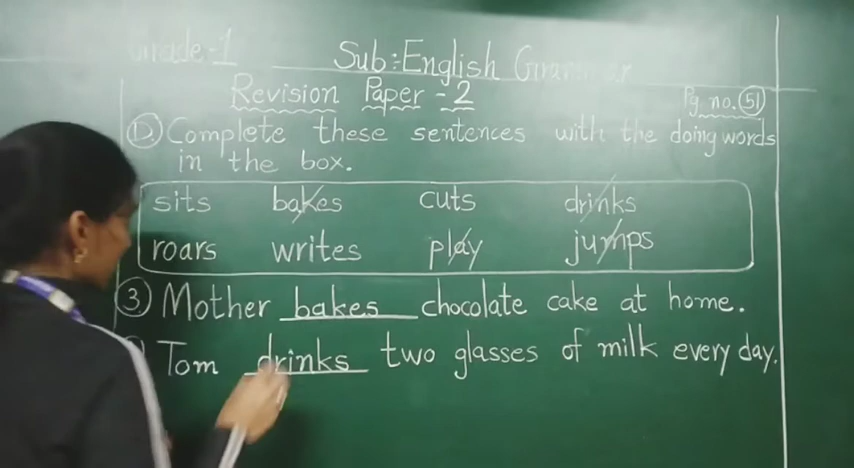 Grade-1 Sub:-English Grammar
Revision Paper - 2
Pg no. 51
D. Complete these sentences with the doing words
in the box.
sits bakes cuts drinks
roars writes play jumps
3 Mother bakes chocolate cake at home.
Tom drinks two glasses of milk every day.